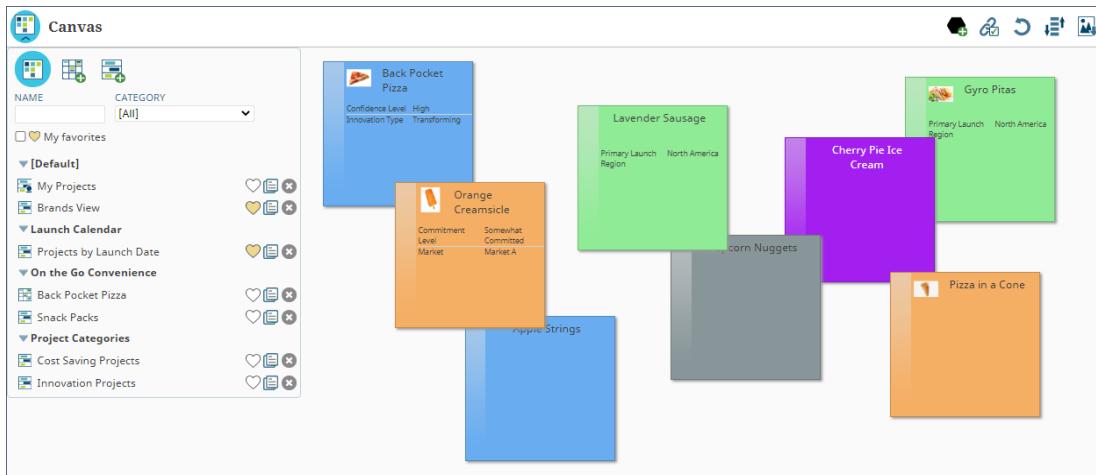 Canvas
NAME
CATEGORY
[All]
My favorites
[Default]
My Projects
Brands View
Launch Calendar
Projects by Launch Date
On the Go Convenience
Back Pocket Pizza
Snack Packs
Project Categories
Cost Saving Projects
Innovation Projects
Back Pocket
Pizza
Confidence Level High
Innovation Type Transforming
Orange
Creamsicle
Commitment Somewhat
Level Committed
Market Market A
Apple Strings
Lavender Sausage
Primary Launch North America
Region
corn Nuggets
Cherry Pie Ice
Cream
Gyro Pitas
Primary Launch North America
Region
Pizza in a Cone